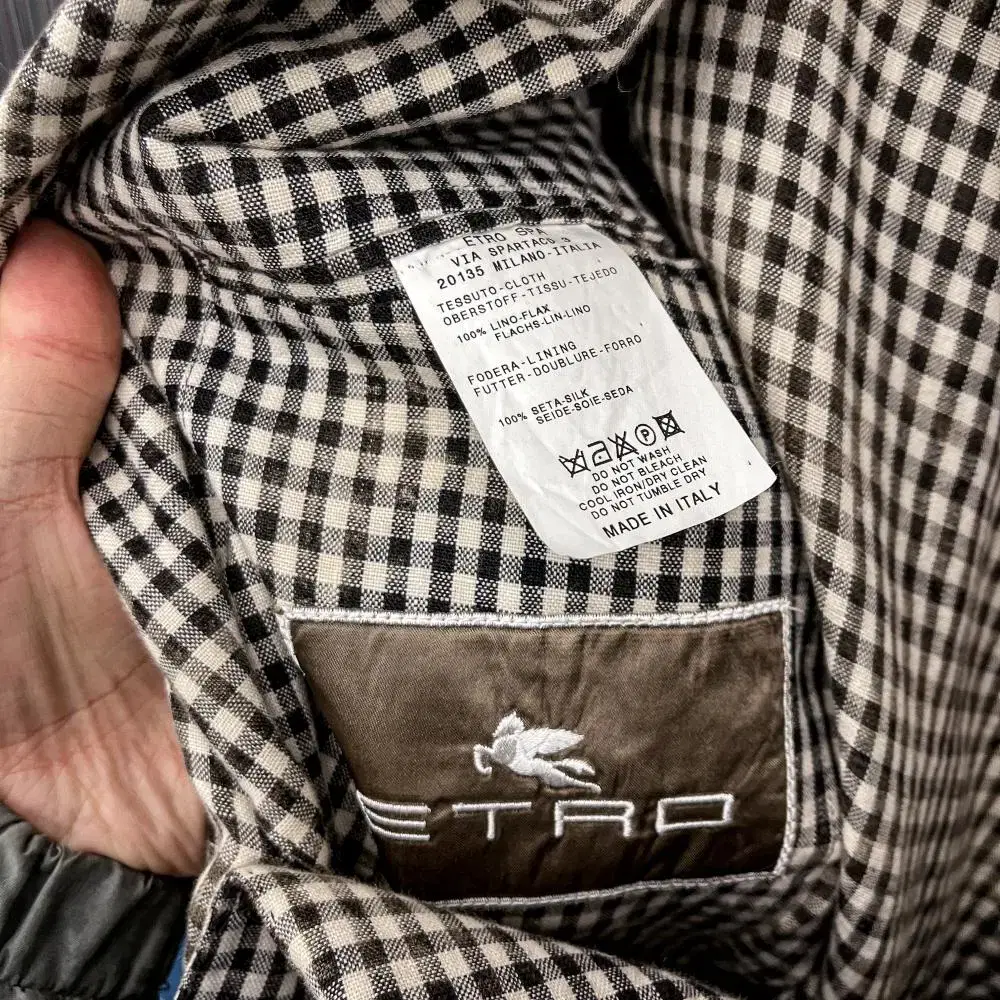 ETRO SPA
VIA SPARTACO 3
20135 MILANO-ITALIA
TESSUTO-CLOTH
OBERSTOFF-TISSU-TEJEDO
100% LINO-FLAX
FLACHS-LIN-LINO
FODERA-LINING
FUTTER-DOUBLURE-FORRO
100% SETA-SILK
SEIDE-SOIE-SEDA
P
DO NOT WASH
DO NOT BLEACH
COOL IRON/DRY CLEAN
DO NOT TUMBLE DRY
MADE IN ITALY
ETRO